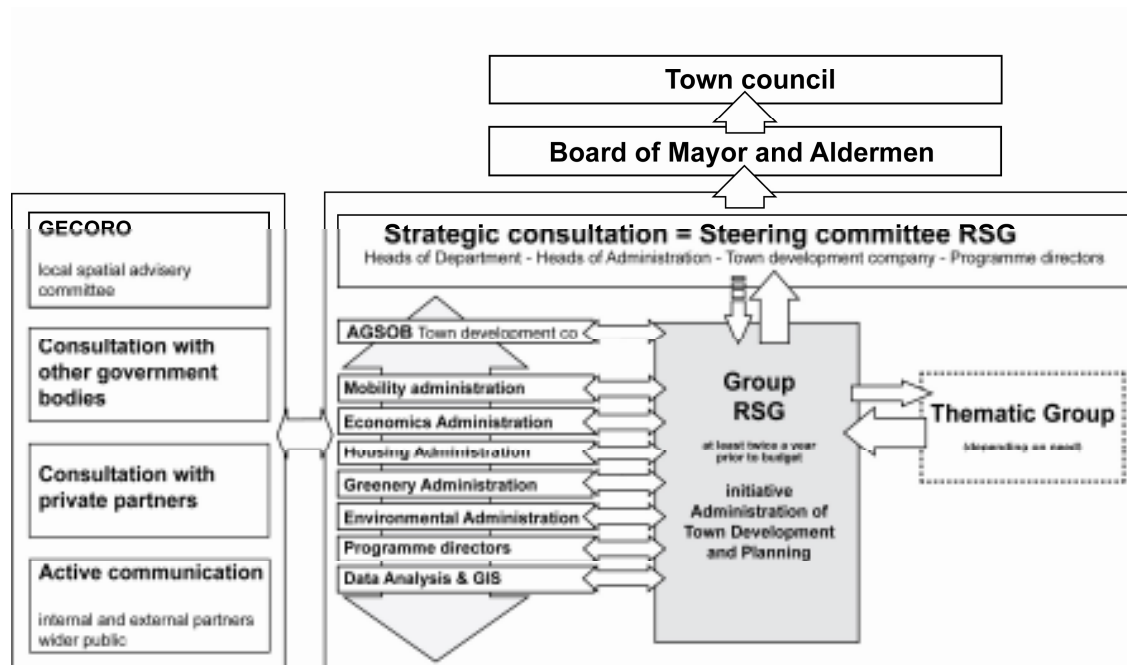 Town council
Board of Mayor and Aldermen
GECORO
local spatial advisery
committee
Consultation with
other government
bodies
Consultation with
private partners
Active communication
internal and external partners
wider public
Strategic consultation = Steering committee RSG
Heads of Department - Heads of Administration - Town development company - Programme directors
AGSOB Town development co
Mobility administration
Economics Administration
Housing Administration
Greenery Administration
Environmental Administration
Programme directors
Data Analysis & GIS
Group
RSG
at least twice a year
prior to budget
initiative
Administration of
Town Development
and Planning
Thematic Group
(depending on need)